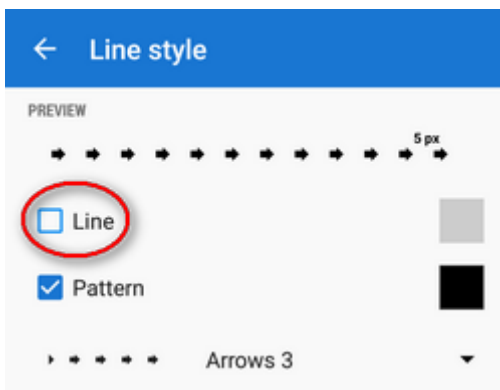 Line style
PREVIEW
5 px
Line
Pattern
Arrows 3